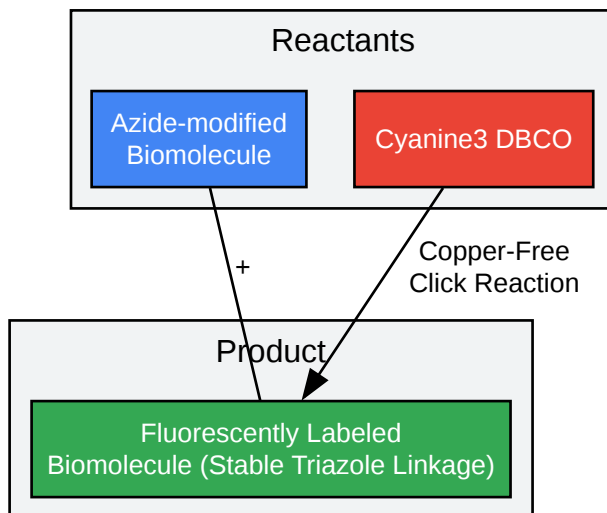 Reactants
Azide-modified
Biomolecule
Cyanine3 DBCO
+
Copper-Free
Click Reaction
Product
Fluorescently Labeled
Biomolecule (Stable Triazole Linkage)